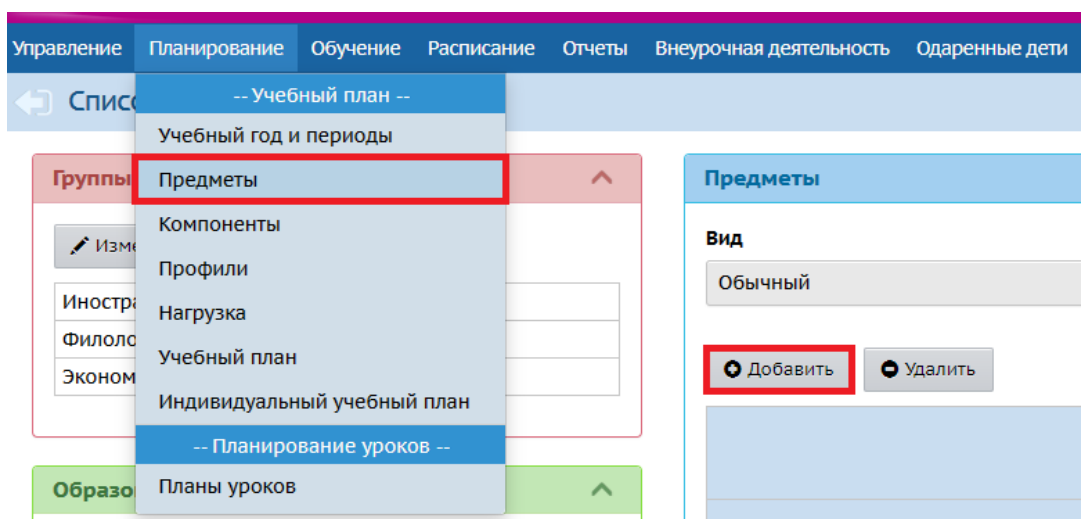 Управление Планирование Обучение Расписание Отчеты Внеурочная деятельность Одаренные дети
-- Учебный план --
Учебный год и периоды
Предметы
Компоненты
Профили
Нагрузка
Учебный план
Индивидуальный учебный план
-- Планирование уроков --
Планы уроков
Группы
Предметы
Вид
Обычный
Добавить Удалить